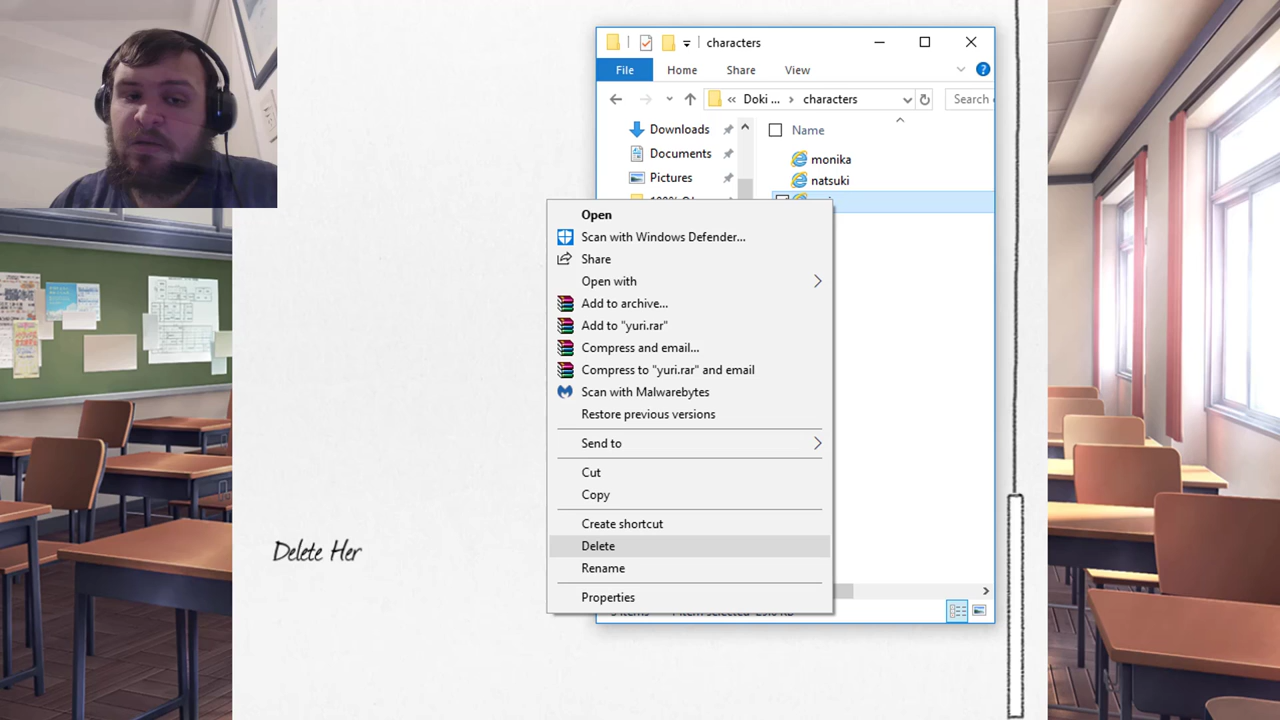 characters
File
Home
Share
View
Doki ...
characters
Search
Downloads
Documents
Pictures
Name
monika
natsuki
Open
Scan with Windows Defender...
Share
Open with
Add to archive...
Add to "yuri.rar"
Compress and email...
Compress to "yuri.rar" and email
Scan with Malwarebytes
Restore previous versions
Send to
Cut
Copy
Create shortcut
Delete
Delete Her
Rename
Properties